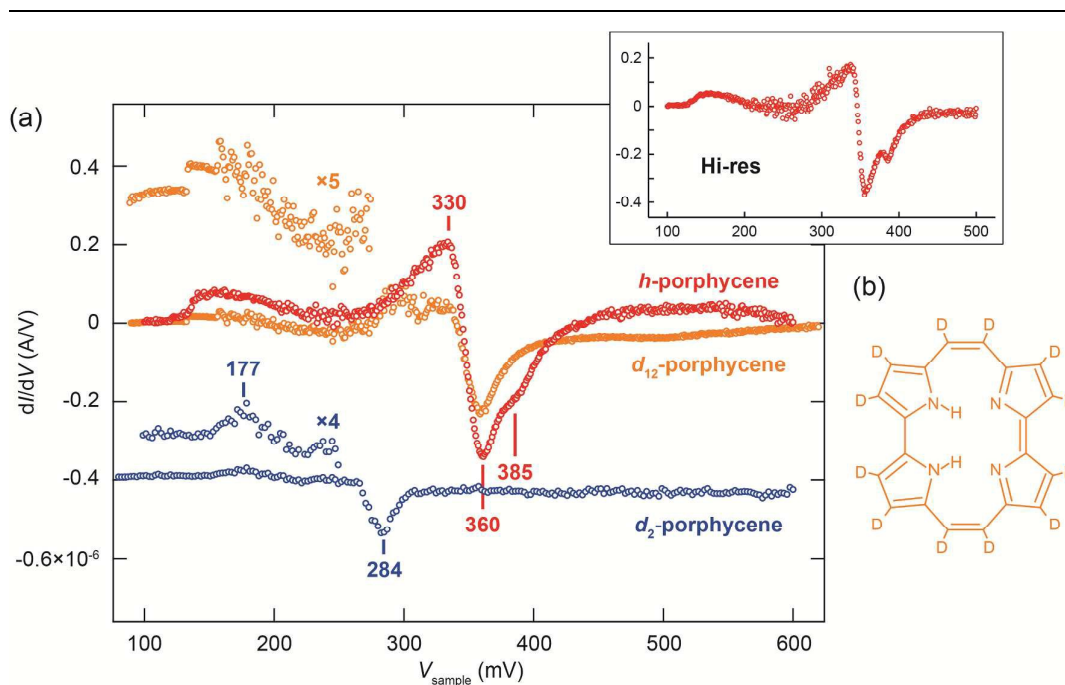 (a)
0.4
0.2
0
-0.2
-0.4
-0.6×10⁻⁶
dI/dV (A/V)
100
200
300
400
500
600
V_sample (mV)
×5
330
h-porphycene
d₁₂-porphycene
177
×4
385
360
284
d₂-porphycene
0.2
0
-0.2
-0.4
Hi-res
100
200
300
400
500
(b)
D D
D D
D D
N H N
N H N
D D
D D
D D